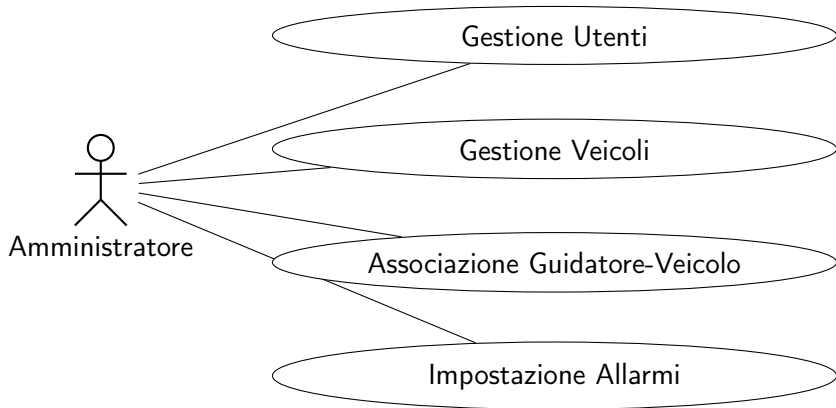 Gestione Utenti
Gestione Veicoli
Amministratore
Associazione Guidatore-Veicolo
Impostazione Allarmi